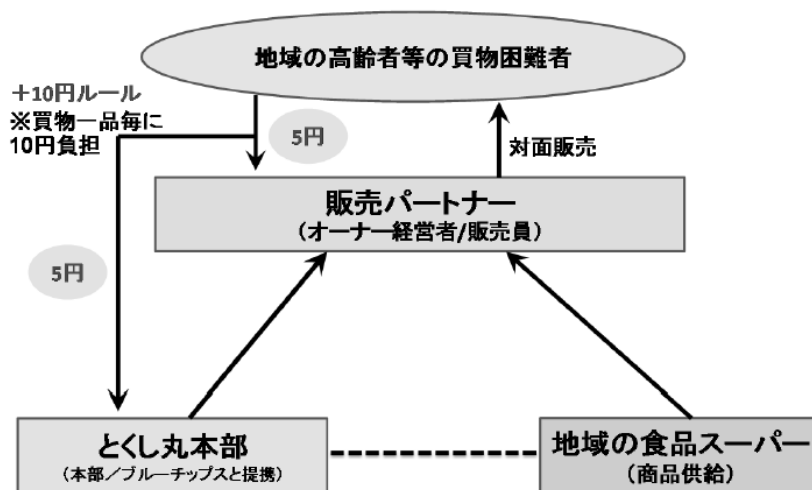 地域の高齢者等の買物困難者
+10円ルール
※買物一品毎に
10円負担
5円
対面販売
販売パートナー
(オーナー経営者/販売員)
5円
とくし丸本部
(本部/ブルーチップスと提携)
地域の食品スーパー
(商品供給)